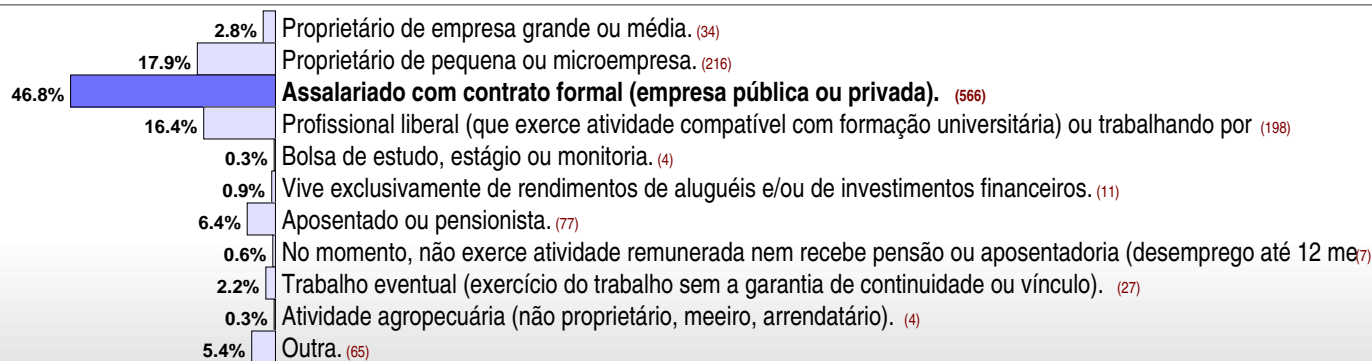 2.8% Proprietário de empresa grande ou média. (34)
17.9% Proprietário de pequena ou microempresa. (216)
46.8% Assalariado com contrato formal (empresa pública ou privada). (566)
16.4% Profissional liberal (que exerce atividade compatível com formação universitária) ou trabalhando por (198)
0.3% Bolsa de estudo, estágio ou monitoria. (4)
0.9% Vive exclusivamente de rendimentos de aluguéis e/ou de investimentos financeiros. (11)
6.4% Aposentado ou pensionista. (77)
0.6% No momento, não exerce atividade remunerada nem recebe pensão ou aposentadoria (desemprego até 12 me (7)
2.2% Trabalho eventual (exercício do trabalho sem a garantia de continuidade ou vínculo). (27)
0.3% Atividade agropecuária (não proprietário, meeiro, arrendatário). (4)
5.4% Outra. (65)